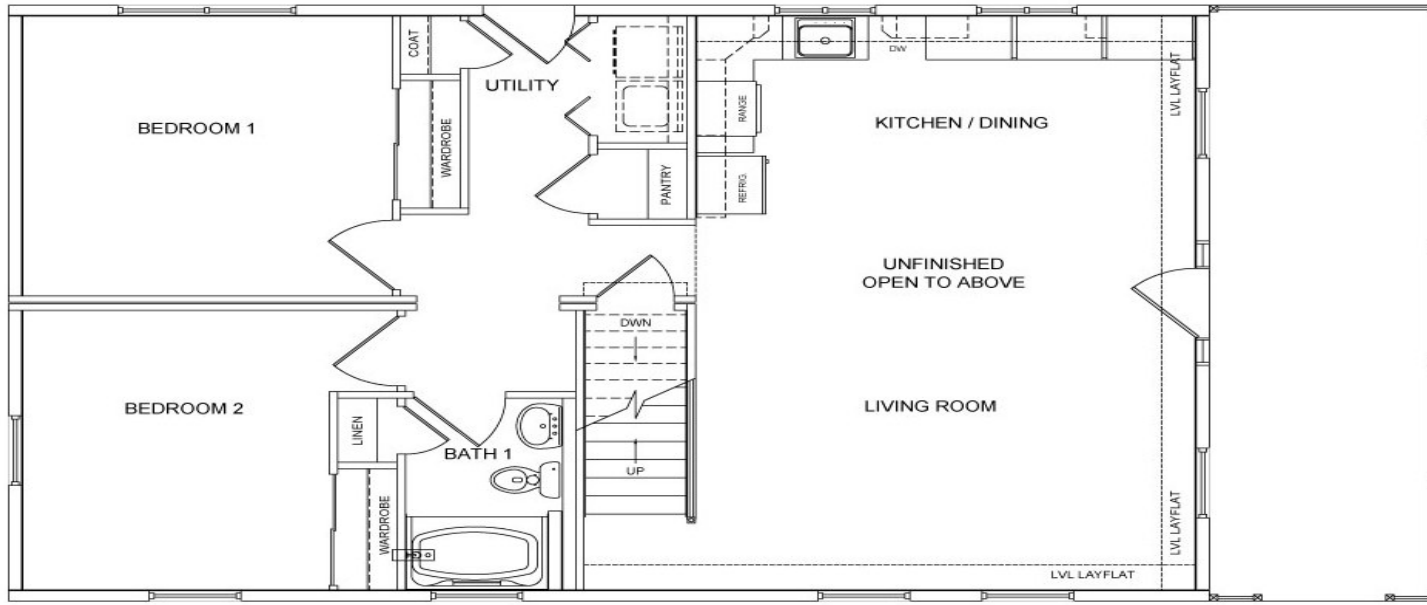 COAT
UTILITY
BEDROOM 1
WARDROBE
PANTRY
DW
RANGE
REFRIG.
KITCHEN / DINING
LVL LAYFLAT
UNFINISHED
OPEN TO ABOVE
DWN
UP
LIVING ROOM
BEDROOM 2
LINEN
BATH 1
WARDROBE
LVL LAYFLAT
LVL LAYFLAT